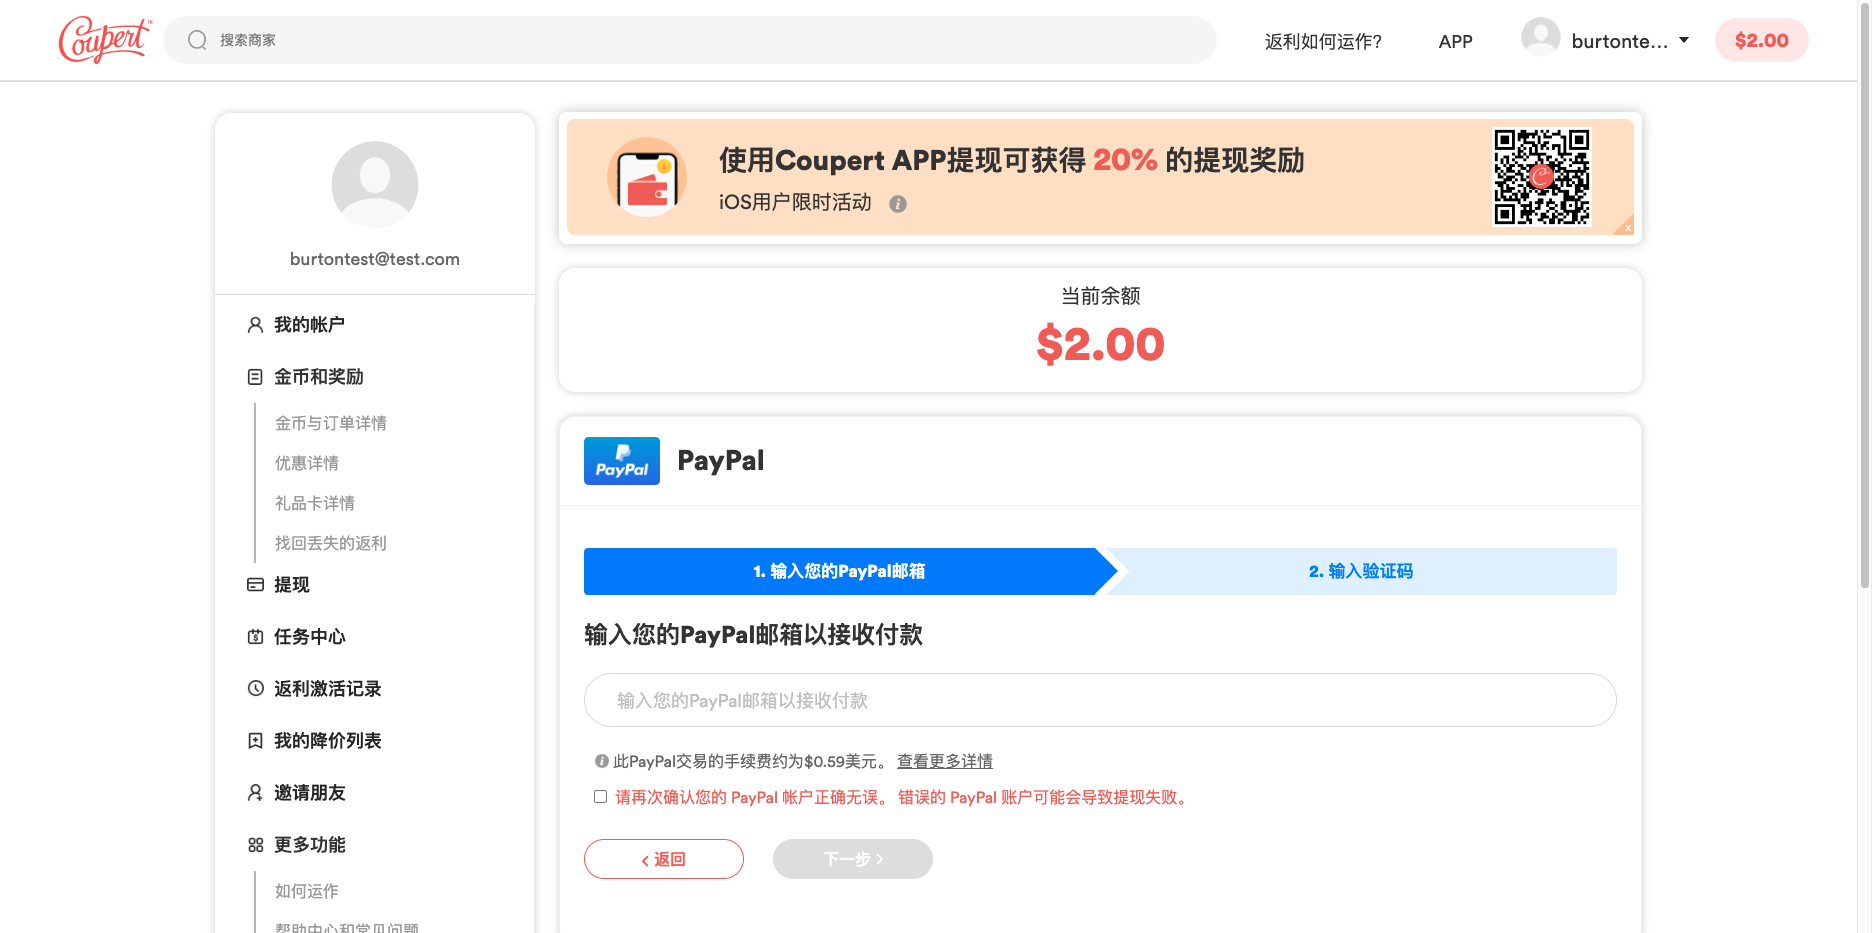 Coupert™
搜索商家
返利如何运作?
APP
burtonte...
$2.00
burtontest@test.com
我的帐户
金币和奖励
金币与订单详情
优惠详情
礼品卡详情
找回丢失的返利
提现
任务中心
返利激活记录
我的降价列表
邀请朋友
更多功能
如何运作
帮助中心和常见问题
使用Coupert APP提现可获得 20% 的提现奖励
iOS用户限时活动
x
当前余额
$2.00
PayPal
PayPal
1. 输入您的PayPal邮箱
2. 输入验证码
输入您的PayPal邮箱以接收付款
输入您的PayPal邮箱以接收付款
此PayPal交易的手续费约为$0.59美元。 查看更多详情
请再次确认您的 PayPal 帐户正确无误。 错误的 PayPal 账户可能会导致提现失败。
返回
下一步